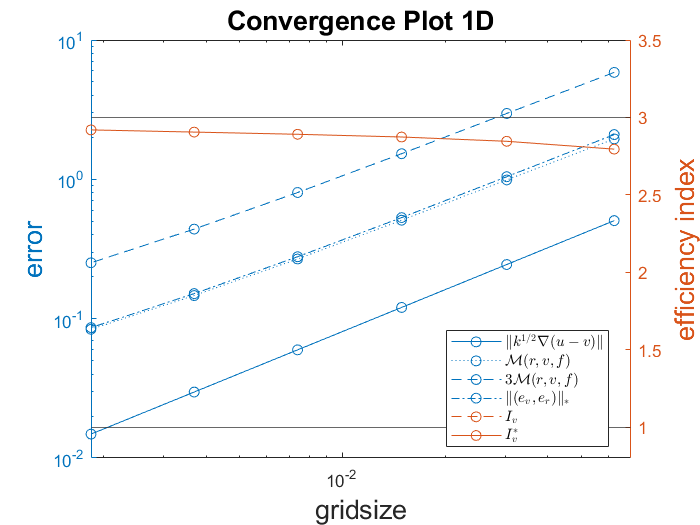 Convergence Plot 1D
10^1
10^0
10^-1
10^-2
error
3.5
3
2.5
2
1.5
1
efficiency index
10^-2
gridsize
‖k^{1/2}∇(u − v)‖
ℳ(r, v, f)
3ℳ(r, v, f)
‖(e_v, e_r)‖_*
I_v
I_v^*